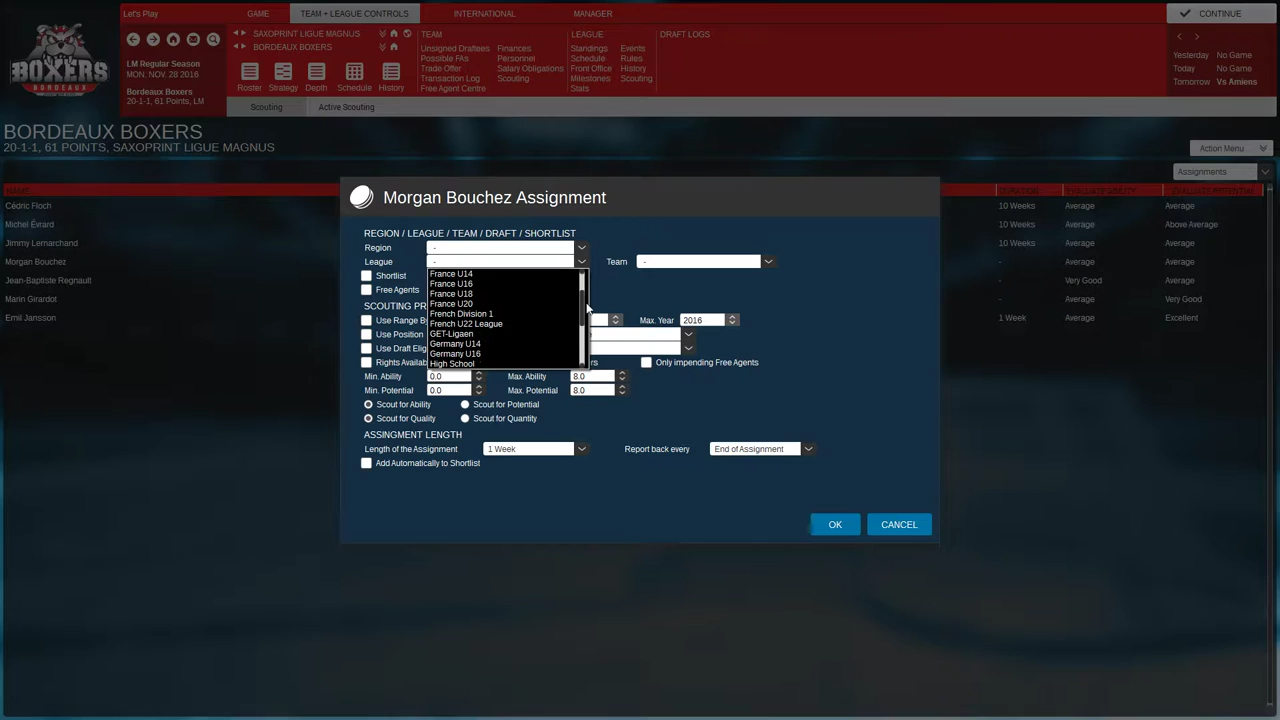 Let's Play GAME TEAM + LEAGUE CONTROLS INTERNATIONAL MANAGER CONTINUE
SAXOPRINT LIGUE MAGNUS TEAM LEAGUE DRAFT LOGS
BORDEAUX BOXERS Unsigned Draftees Finances Standings Events
Possible FAs Personnel Schedule Rules
LM Regular Season Trade Offer Salary Obligations Front Office History
MON. NOV. 28 2016 Transaction Log Scouting Milestones Scouting
Free Agent Centre Stats
Yesterday No Game
Today No Game
Tomorrow Vs Amiens
BOXERS
BORDEAUX
Bordeaux Boxers
20-1-1, 61 Points, LM
Roster Strategy Depth Schedule History
Scouting Active Scouting
BORDEAUX BOXERS
20-1-1, 61 POINTS, SAXOPRINT LIGUE MAGNUS
Action Menu
Assignments
NAME DURATION EVALUATE ABILITY EVALUATE POTENTIAL
Cédric Floch 10 Weeks Average Average
Michel Évrard 10 Weeks Average Above Average
Jimmy Lemarchand 10 Weeks Average Average
Morgan Bouchez - Average Average
Jean-Baptiste Regnault - Very Good Average
Marin Girardot - Average Very Good
Emil Jansson 1 Week Average Excellent
Morgan Bouchez Assignment
REGION / LEAGUE / TEAM / DRAFT / SHORTLIST
Region -
League - Team -
Shortlist
Free Agents
France U14
France U16
France U18
France U20
French Division 1
French U22 League
GET-Ligaen
Germany U14
Germany U16
High School
SCOUTING PR
Use Range B Max. Year 2016
Use Position
Use Draft Elig
Rights Availab rs Only impending Free Agents
Min. Ability 0.0 Max. Ability 8.0
Min. Potential 0.0 Max. Potential 8.0
Scout for Ability Scout for Potential
Scout for Quality Scout for Quantity
ASSINGMENT LENGTH
Length of the Assignment 1 Week Report back every End of Assignment
Add Automatically to Shortlist
OK CANCEL